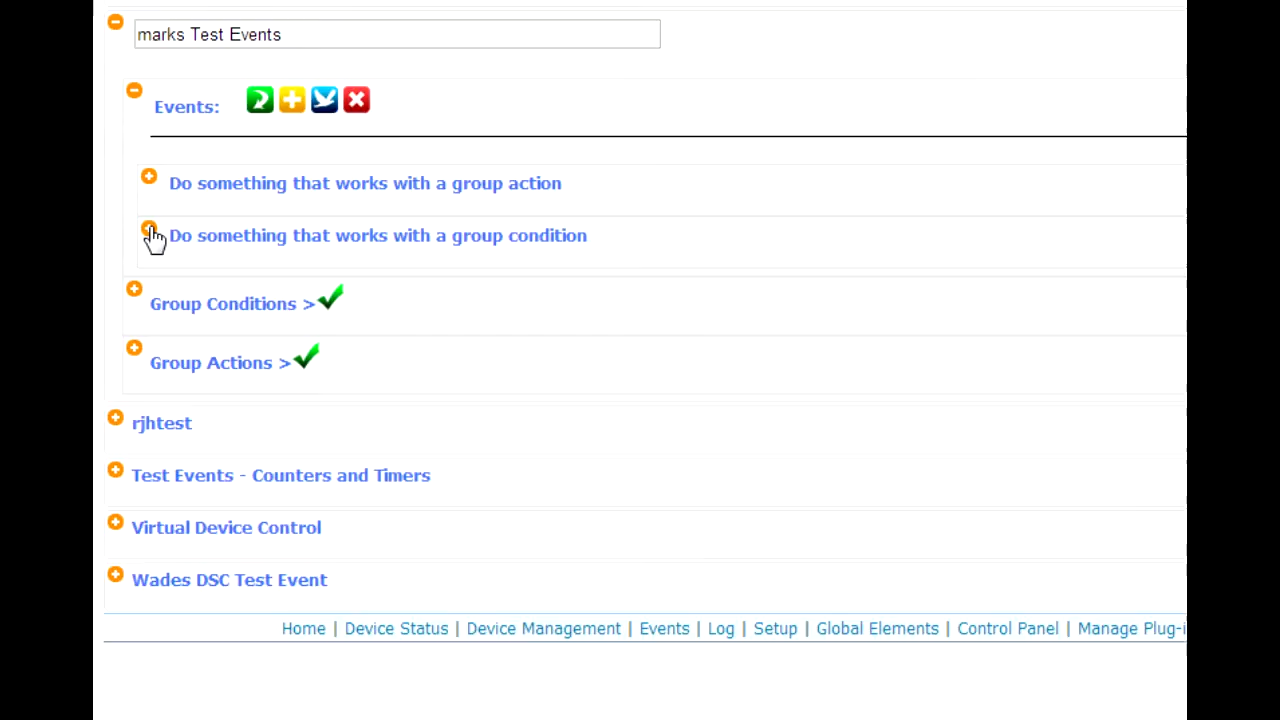 marks Test Events
Events:
Do something that works with a group action
Do something that works with a group condition
Group Conditions >
Group Actions >
rjhtest
Test Events - Counters and Timers
Virtual Device Control
Wades DSC Test Event
Home | Device Status | Device Management | Events | Log | Setup | Global Elements | Control Panel | Manage Plug-i